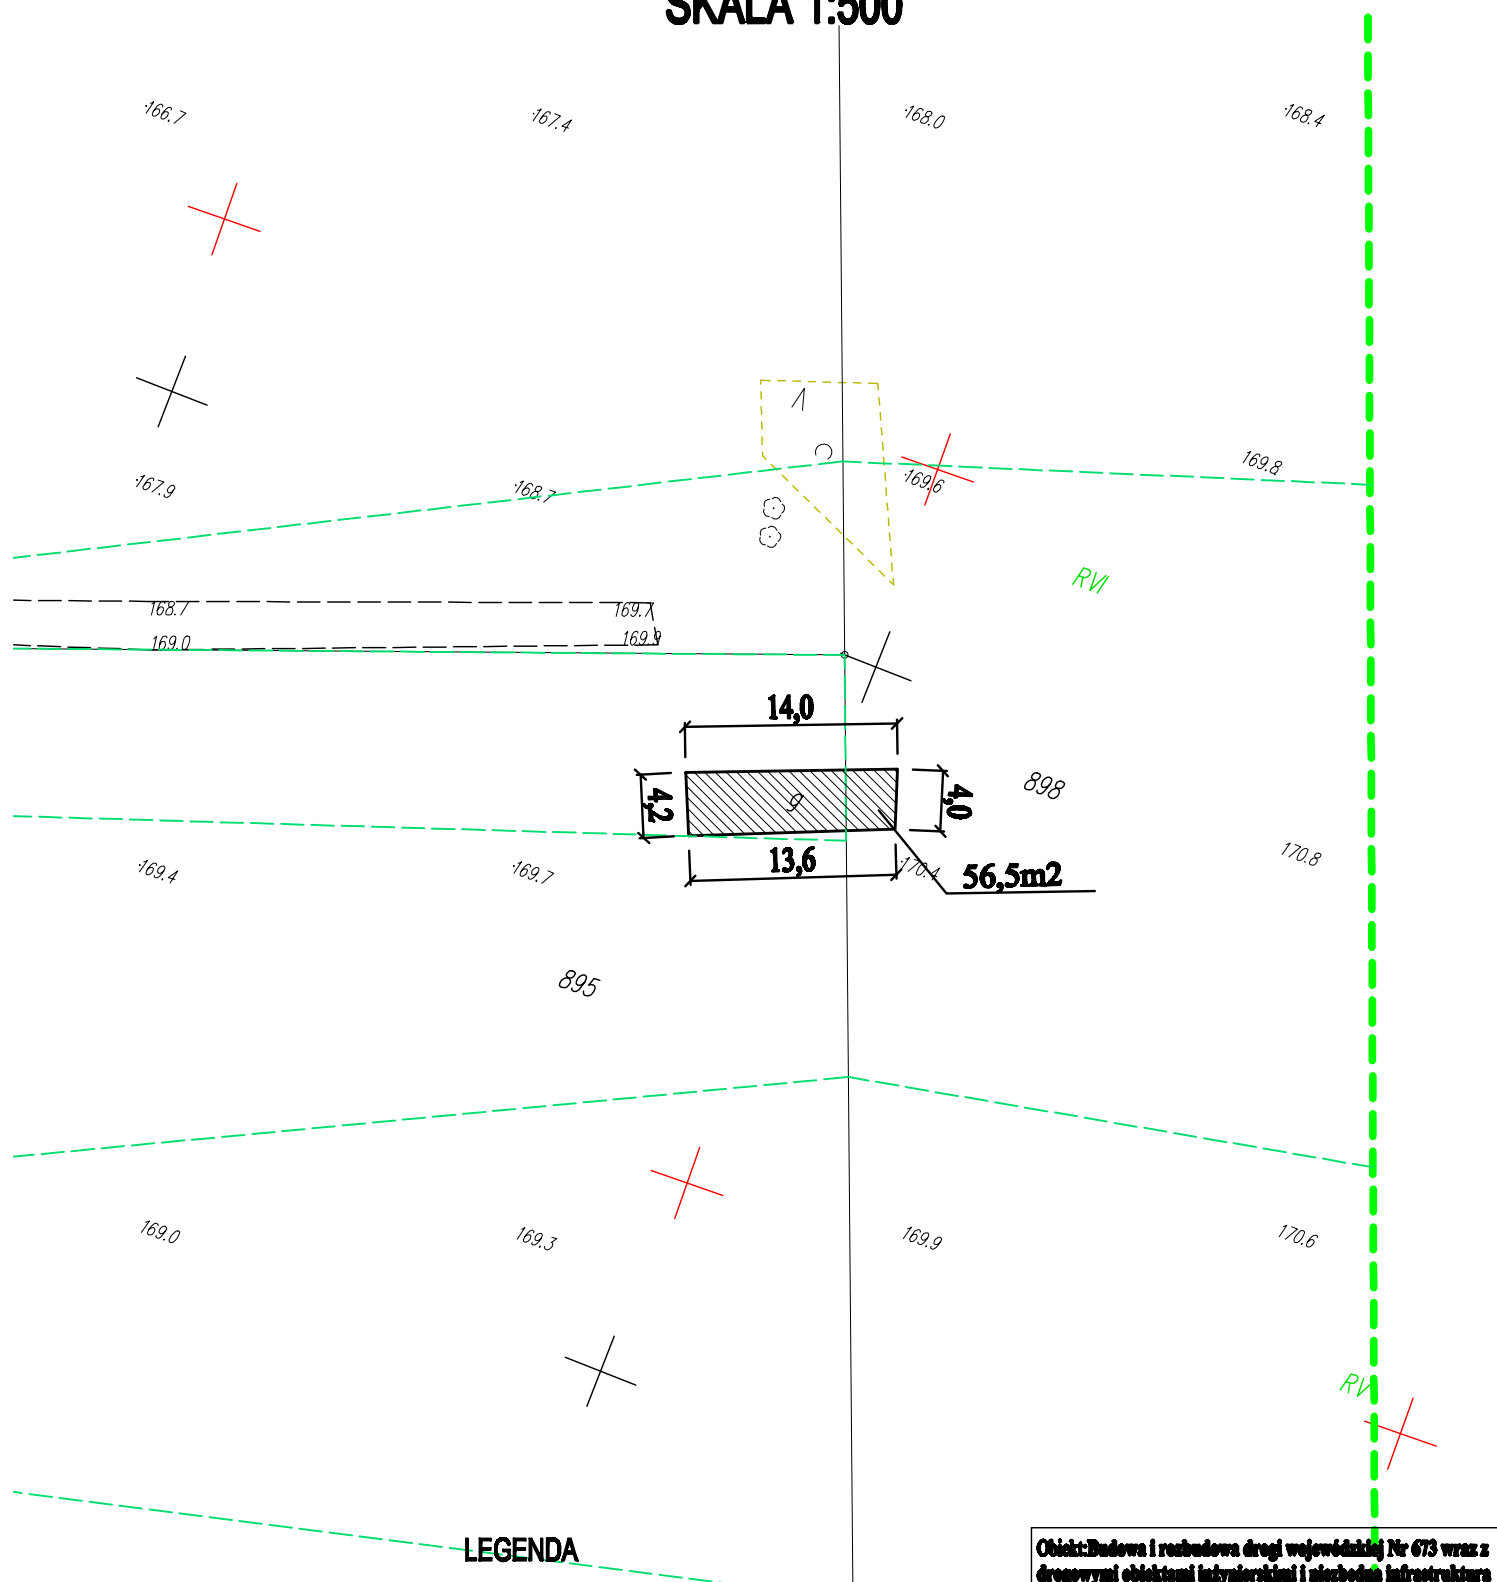 SKALA 1:500
166.7
167.4
168.0
168.4
V
C
167.9
168.7
169.6
169.8
RVI
168.7
169.7
169.0
169.9
14,0
4,2
g
4,0
898
13,6
169.4
169.7
170.4
56,5m2
170.8
895
169.0
169.3
169.9
170.6
RV
LEGENDA
Obiekt:Budowa i rozbudowa drogi wojewódzkiej Nr 673 wraz z
drogowymi obiektami inżynierskimi i niezbędną infrastrukturą